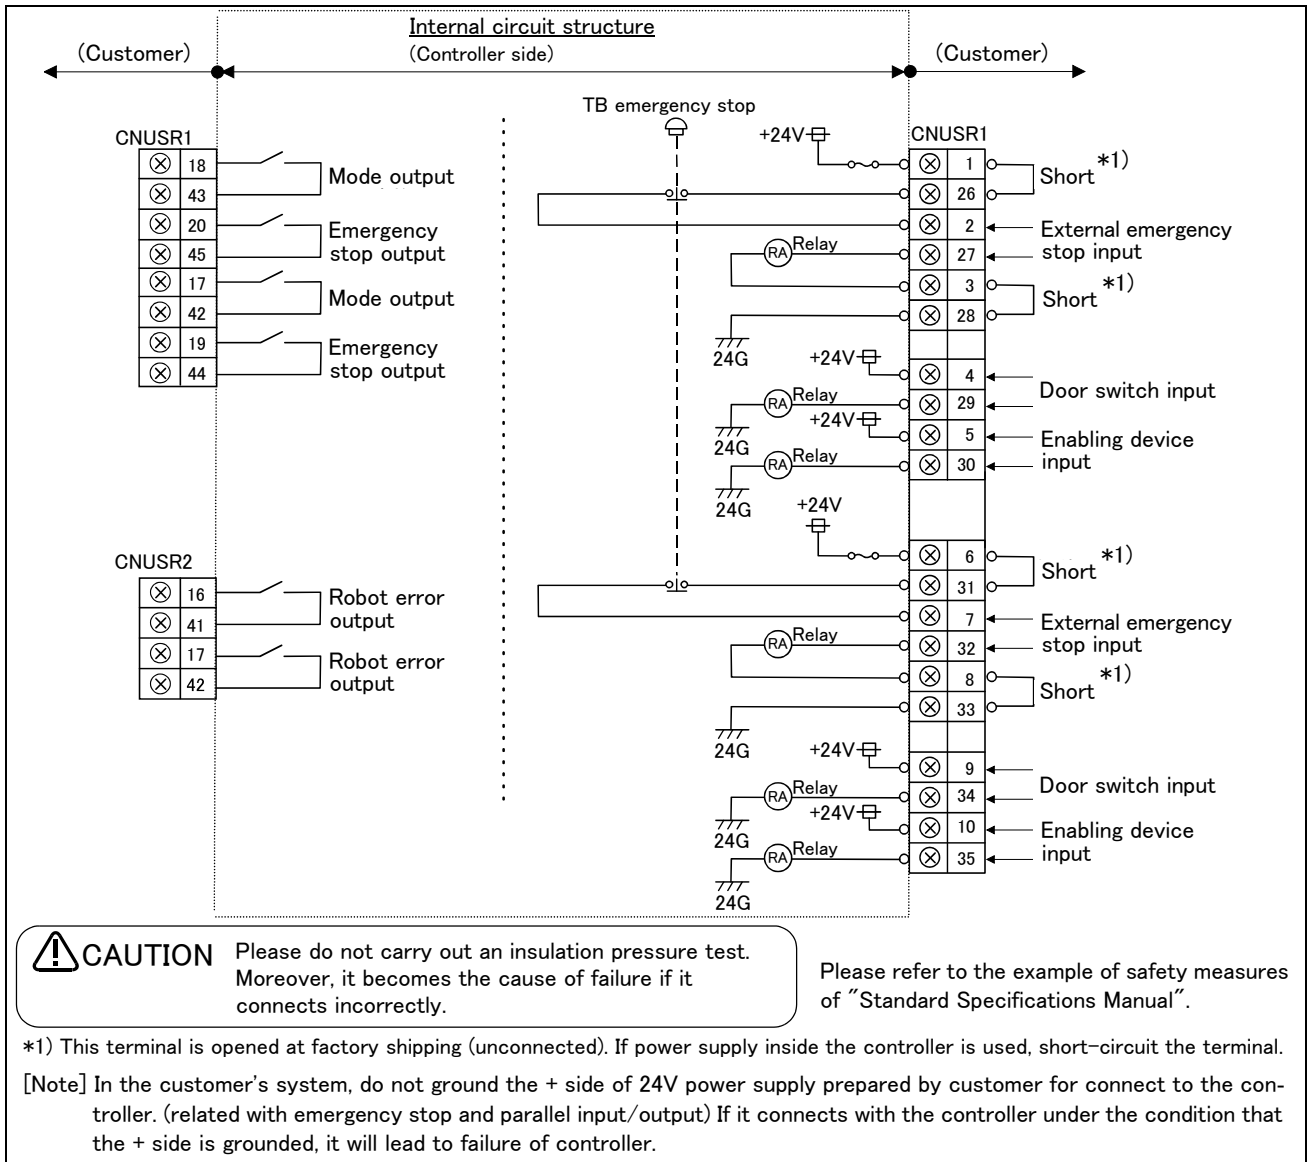 Internal circuit structure
(Customer)
(Controller side)
(Customer)
TB emergency stop
CNUSR1
18
43
Mode output
20
45
Emergency
stop output
17
42
Mode output
19
44
Emergency
stop output
CNUSR2
16
41
Robot error
output
17
42
Robot error
output
+24V
CNUSR1
1
26
Short *1)
2
27
External emergency
stop input
Relay
RA
3
28
Short *1)
24G
+24V
4
29
Door switch input
Relay
RA
24G
+24V
5
30
Enabling device
input
Relay
RA
24G
+24V
6
31
Short *1)
7
32
External emergency
stop input
Relay
RA
8
33
Short *1)
24G
+24V
9
34
Door switch input
Relay
RA
24G
+24V
10
35
Enabling device
input
Relay
RA
24G
CAUTION
Please do not carry out an insulation pressure test.
Moreover, it becomes the cause of failure if it
connects incorrectly.
Please refer to the example of safety measures
of "Standard Specifications Manual".
*1) This terminal is opened at factory shipping (unconnected). If power supply inside the controller is used, short-circuit the terminal.
[Note] In the customer's system, do not ground the + side of 24V power supply prepared by customer for connect to the con-
troller. (related with emergency stop and parallel input/output) If it connects with the controller under the condition that
the + side is grounded, it will lead to failure of controller.